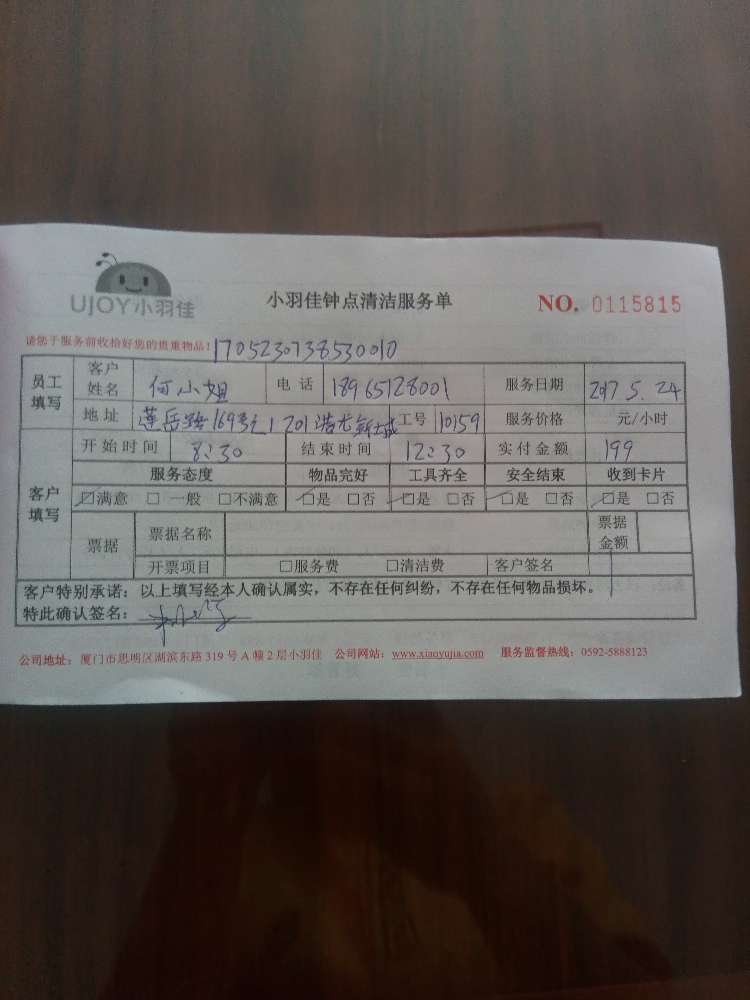 UJOY小羽佳
小羽佳钟点清洁服务单
NO. 0115815
请您于服务前收拾好您的贵重物品！170523073853​0010
员工填写 客户姓名 何小姐 电话 18965128001 服务日期 2017.5.24
地址 莲岳路169号之1 201浩龙新城 工号 10159 服务价格 元/小时
客户填写 开始时间 8:30 结束时间 12:30 实付金额 199
服务态度 物品完好 工具齐全 安全结束 收到卡片
☑满意 □一般 □不满意 ☑是 □否 ☑是 □否 ☑是 □否 ☑是 □否
票据 票据名称 票据金额
开票项目 □服务费 □清洁费 客户签名
客户特别承诺：以上填写经本人确认属实，不存在任何纠纷，不存在任何物品损坏。
特此确认签名：
公司地址：厦门市思明区湖滨东路319号A幢2层小羽佳 公司网站：www.xiaoyujia.com 服务监督热线：0592-5888123